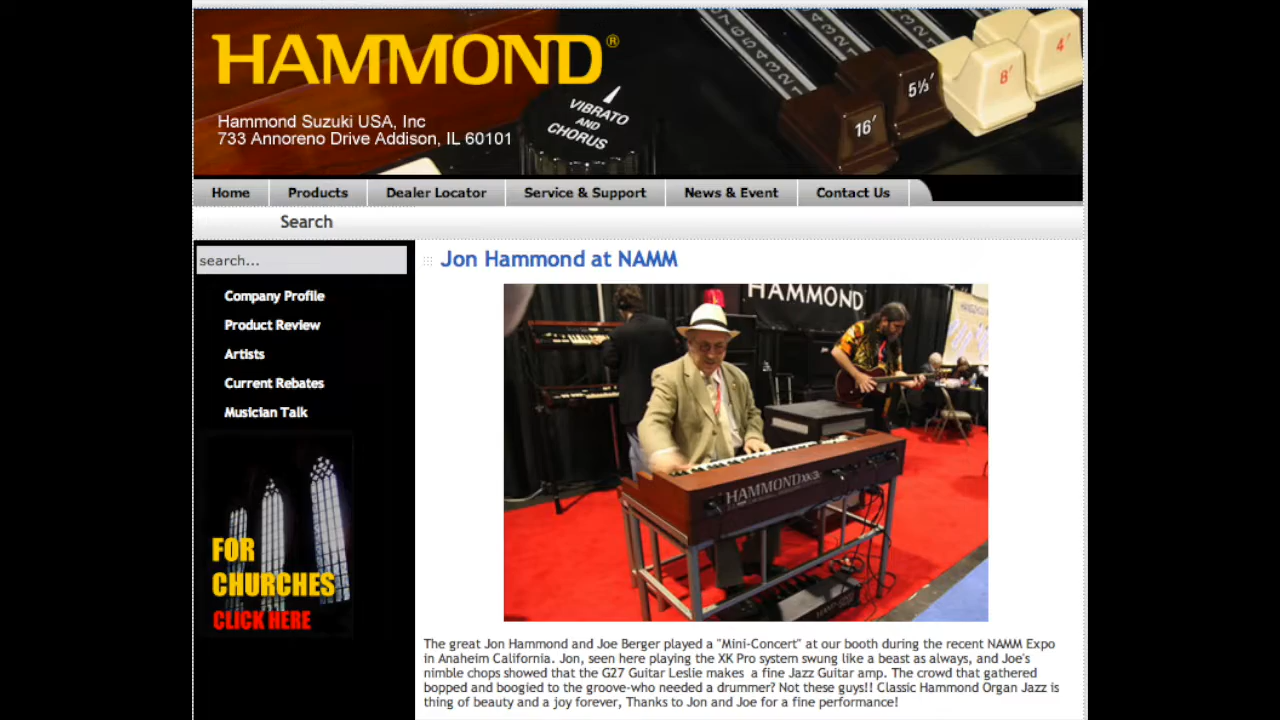 HAMMOND®
Hammond Suzuki USA, Inc
733 Annoreno Drive Addison, IL 60101
VIBRATO
AND
CHORUS
16′
5⅓′
8′
4′
7 6 5 4 3 2 1
Home
Products
Dealer Locator
Service & Support
News & Event
Contact Us
Search
search...
Company Profile
Product Review
Artists
Current Rebates
Musician Talk
FOR
CHURCHES
CLICK HERE
Jon Hammond at NAMM
HAMMOND
HAMMOND XK3c
The great Jon Hammond and Joe Berger played a "Mini-Concert" at our booth during the recent NAMM Expo
in Anaheim California. Jon, seen here playing the XK Pro system swung like a beast as always, and Joe's
nimble chops showed that the G27 Guitar Leslie makes a fine Jazz Guitar amp. The crowd that gathered
bopped and boogied to the groove-who needed a drummer? Not these guys!! Classic Hammond Organ Jazz is
thing of beauty and a joy forever, Thanks to Jon and Joe for a fine performance!